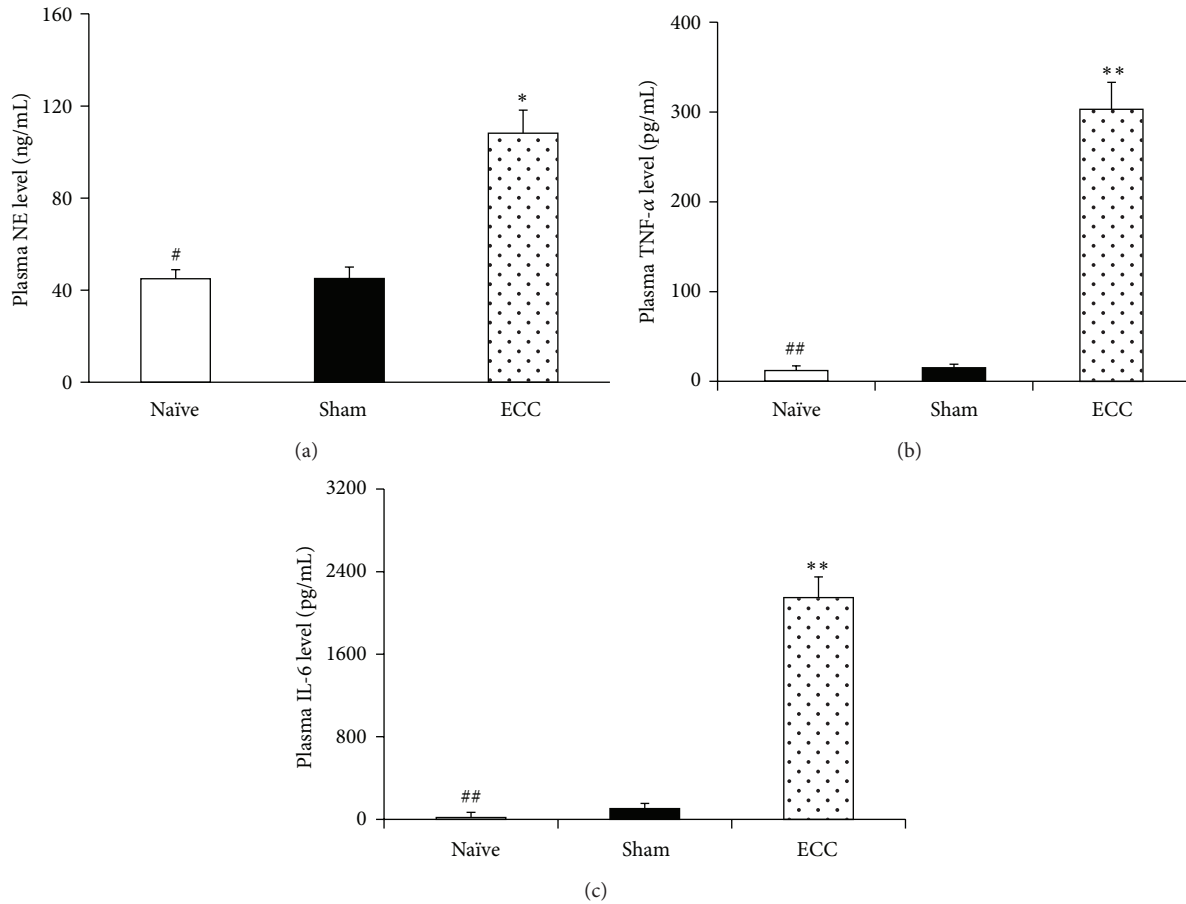 Plasma NE level (ng/mL)
160
120
80
40
0
#
*
Naïve Sham ECC
(a)
Plasma TNF-α level (pg/mL)
400
300
200
100
0
##
**
Naïve Sham ECC
(b)
Plasma IL-6 level (pg/mL)
3200
2400
1600
800
0
##
**
Naïve Sham ECC
(c)